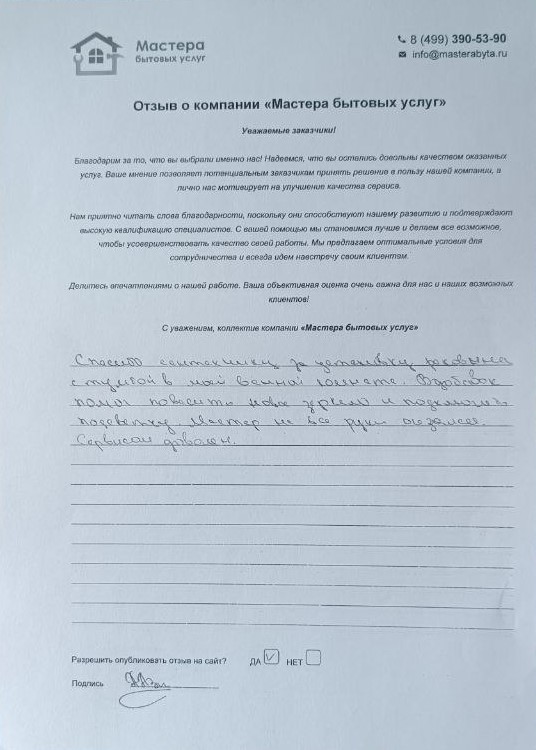 Мастера
бытовых услуг
8 (499) 390-53-90
info@masterabyta.ru
Отзыв о компании «Мастера бытовых услуг»
Уважаемые заказчики!
Благодарим за то, что вы выбрали именно нас! Надеемся, что вы остались довольны качеством оказанных
услуг. Ваше мнение позволяет потенциальным заказчикам принять решение в пользу нашей компании, а
лично нас мотивирует на улучшение качества сервиса.
Нам приятно читать слова благодарности, поскольку они способствуют нашему развитию и подтверждают
высокую квалификацию специалистов. С вашей помощью мы становимся лучше и делаем все возможное,
чтобы усовершенствовать качество своей работы. Мы предлагаем оптимальные условия для
сотрудничества и всегда идем навстречу своим клиентам.
Делитесь впечатлениями о нашей работе. Ваша объективная оценка очень важна для нас и наших возможных
клиентов!
С уважением, коллектив компании «Мастера бытовых услуг»
Спасибо сантехнику за установку раковины
с тумбой в моей ванной комнате. Вдобавок
помог повесить новое зеркало и подключить
подсветку. Мастер на все руки оказался.
Сервисом доволен.
Разрешить опубликовать отзыв на сайт? ДА НЕТ
Подпись